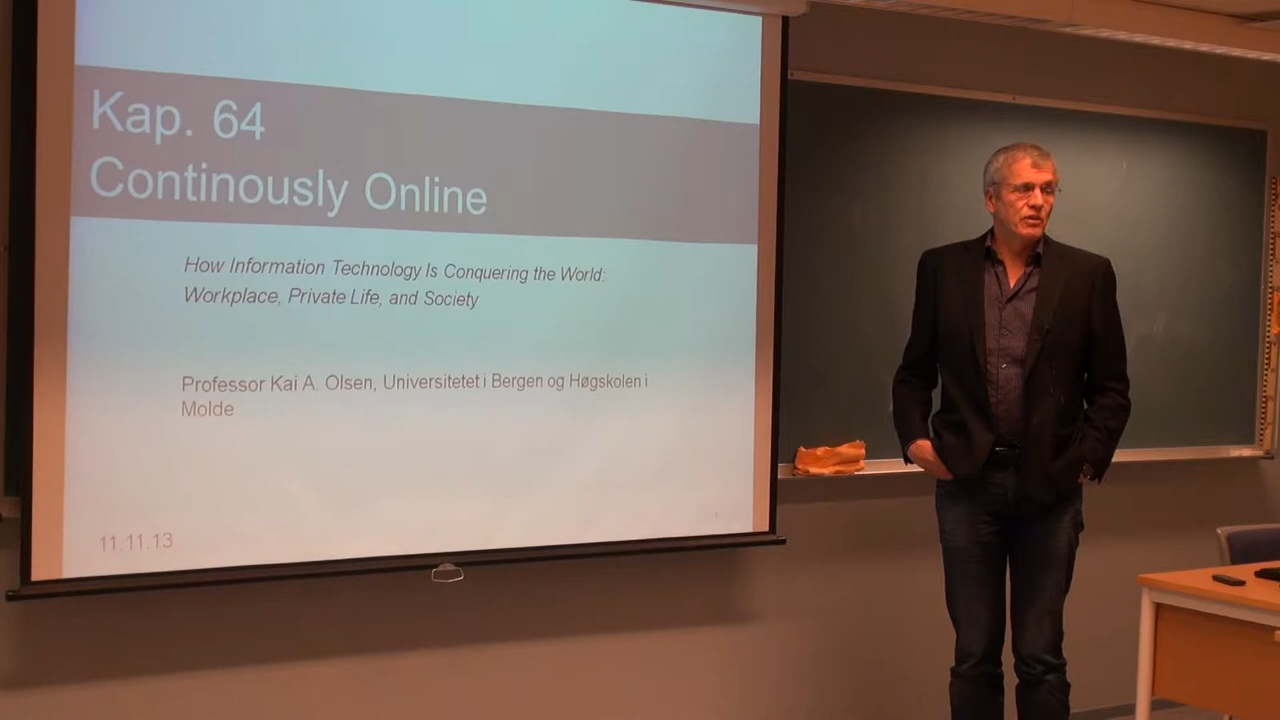 Kap. 64
Continously Online
How Information Technology Is Conquering the World:
Workplace, Private Life, and Society
Professor Kai A. Olsen, Universitetet i Bergen og Høgskolen i
Molde
11.11.13
1